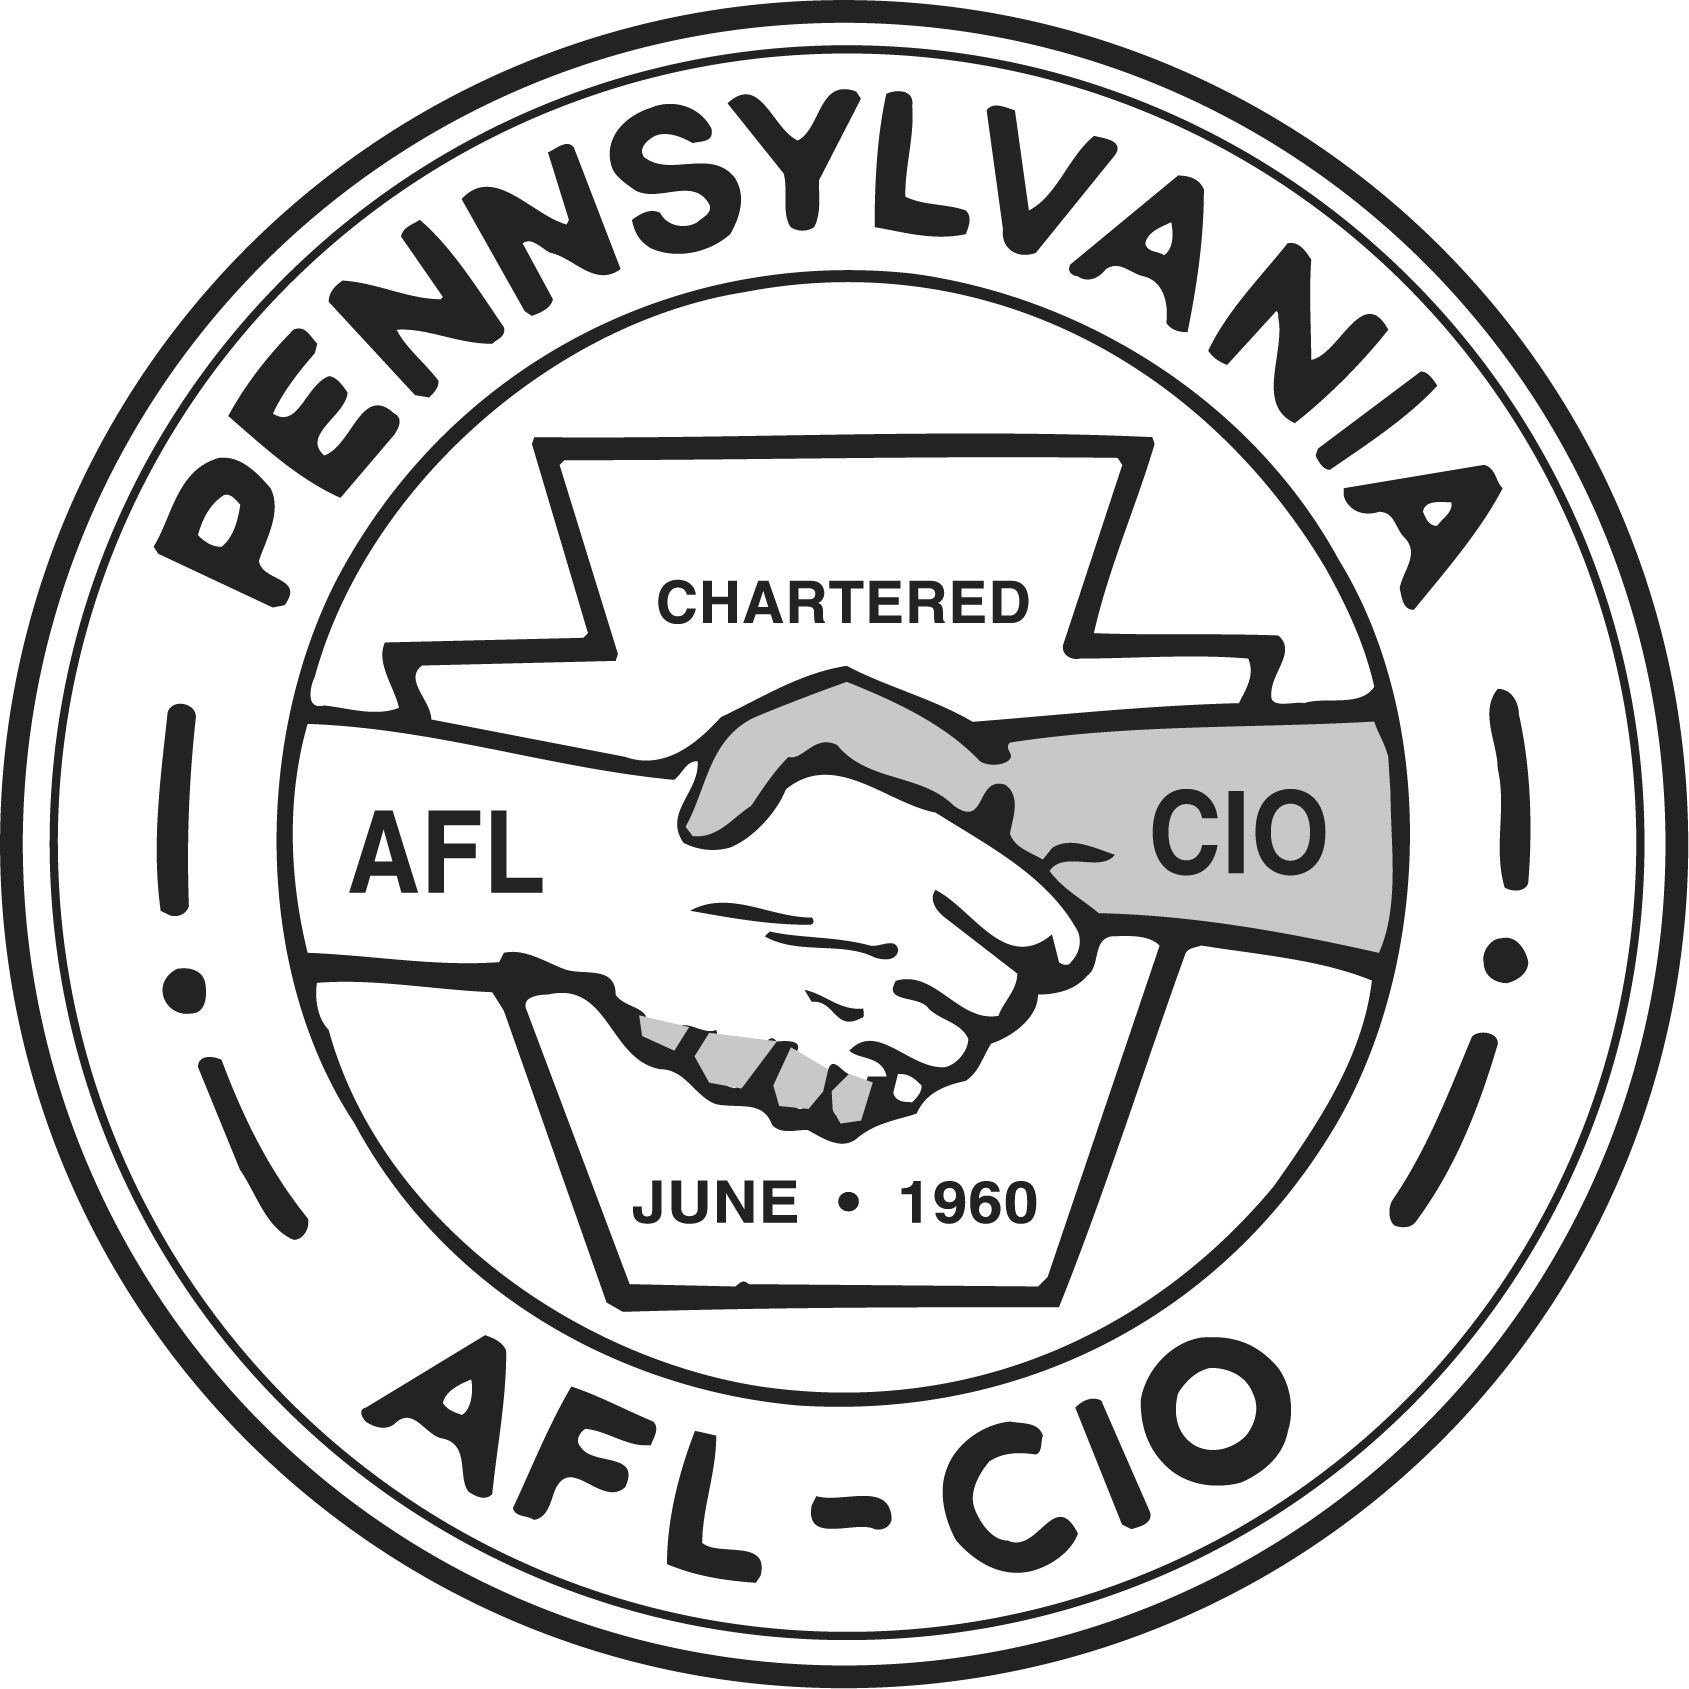 PENNSYLVANIA
CHARTERED
AFL
CIO
JUNE • 1960
AFL-CIO